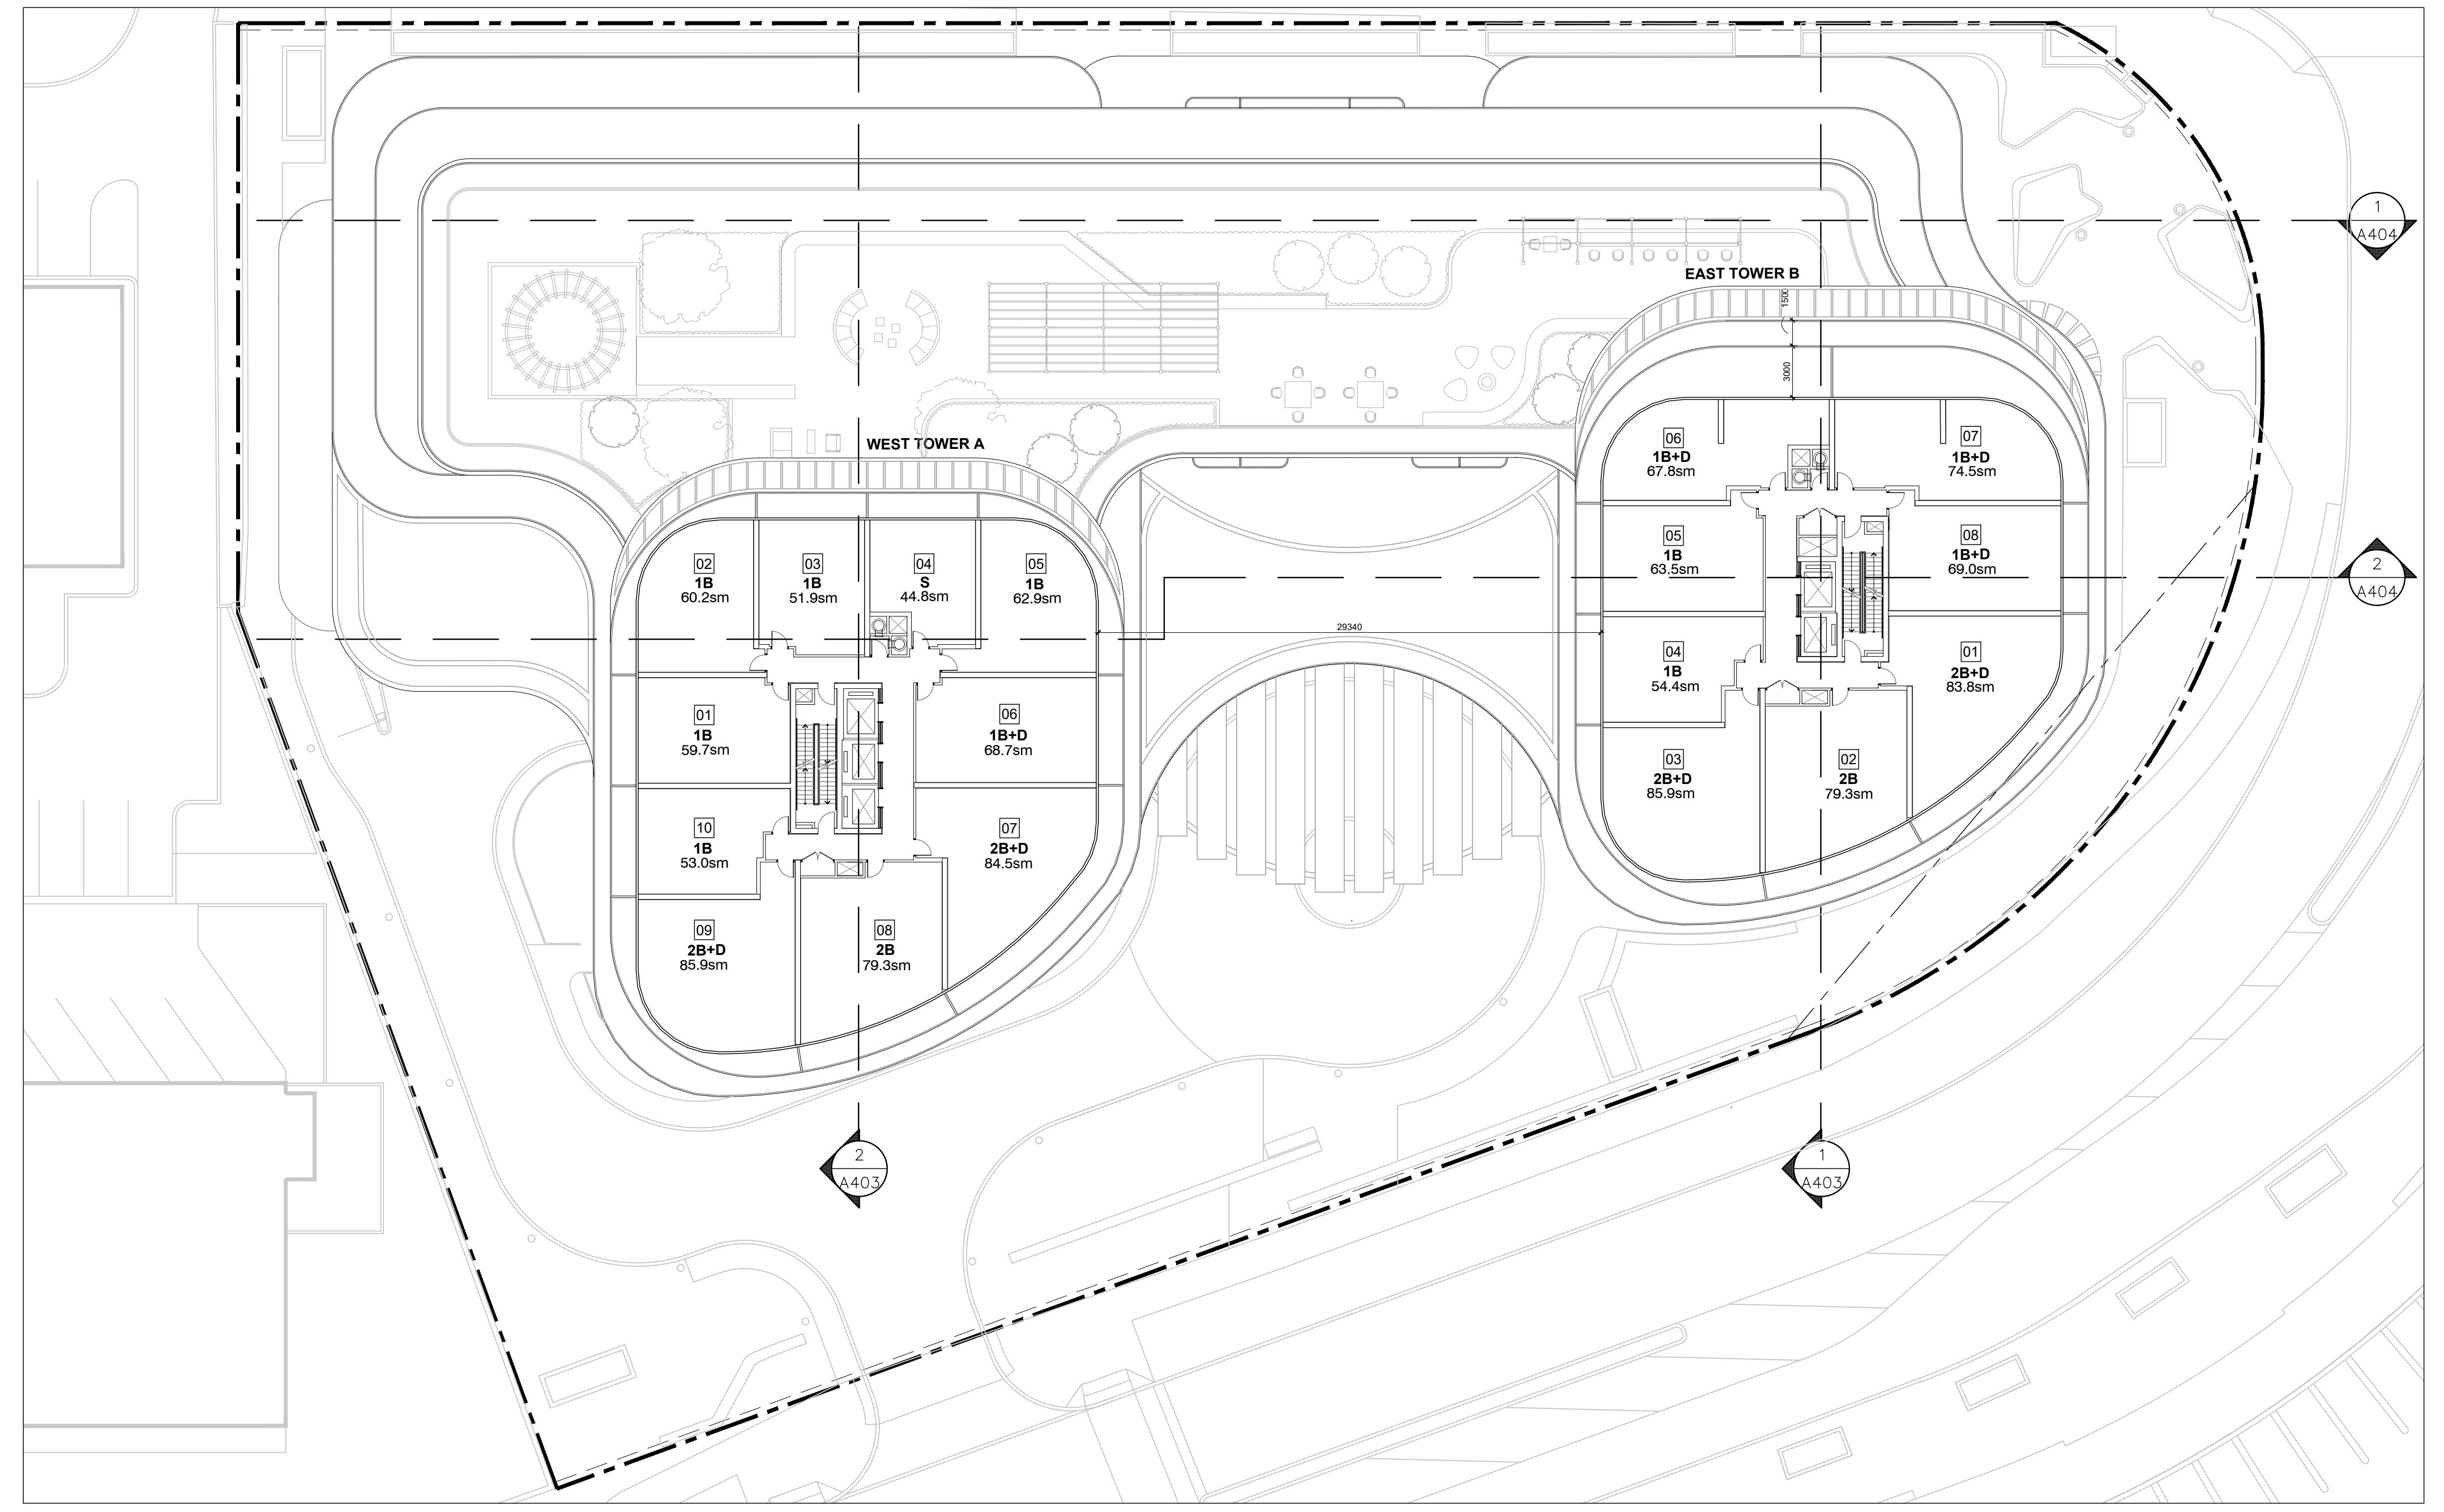 1
A404
EAST TOWER B
1500
3000
06
1B+D
67.8sm
07
1B+D
74.5sm
WEST TOWER A
05
1B
63.5sm
08
1B+D
69.0sm
02
1B
60.2sm
03
1B
51.9sm
04
S
44.8sm
05
1B
62.9sm
2
A404
29340
04
1B
54.4sm
01
2B+D
83.8sm
01
1B
59.7sm
06
1B+D
68.7sm
03
2B+D
85.9sm
02
2B
79.3sm
10
1B
53.0sm
07
2B+D
84.5sm
09
2B+D
85.9sm
08
2B
79.3sm
2
A403
1
A403